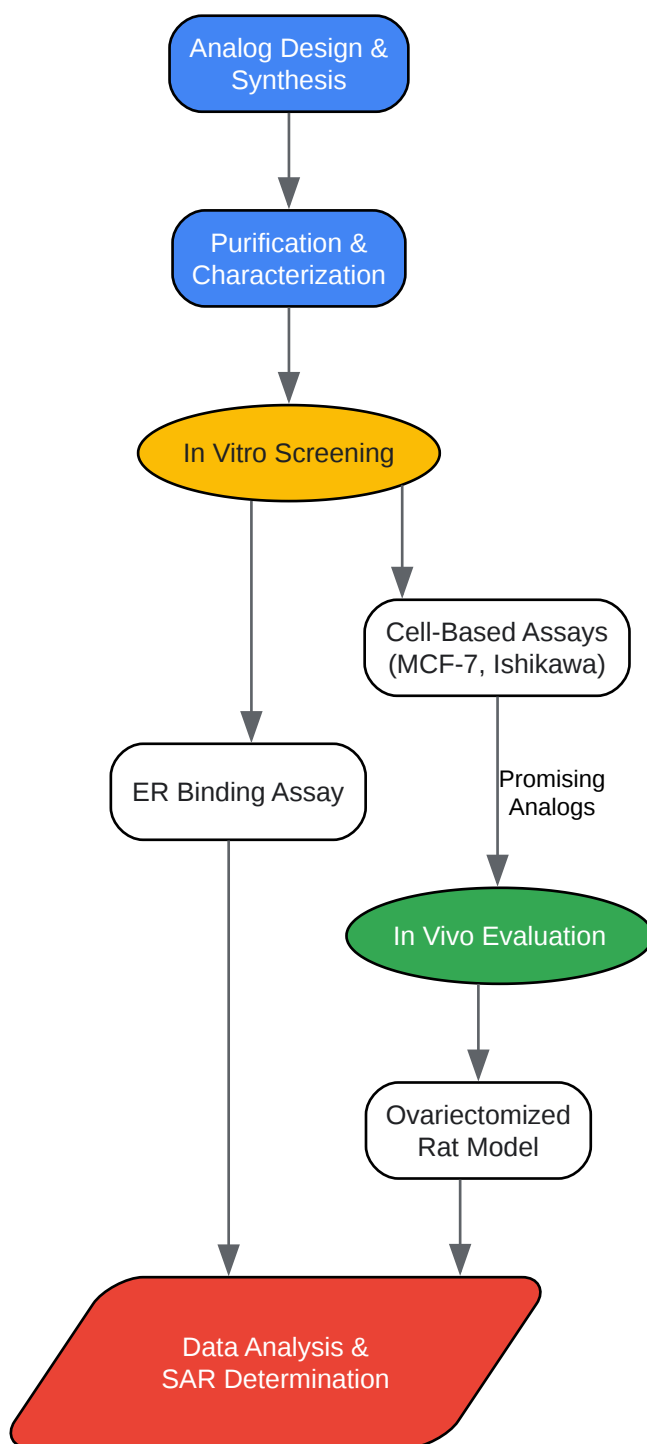 Analog Design &
Synthesis
Purification &
Characterization
In Vitro Screening
Cell-Based Assays
(MCF-7, Ishikawa)
ER Binding Assay
Promising
Analogs
In Vivo Evaluation
Ovariectomized
Rat Model
Data Analysis &
SAR Determination